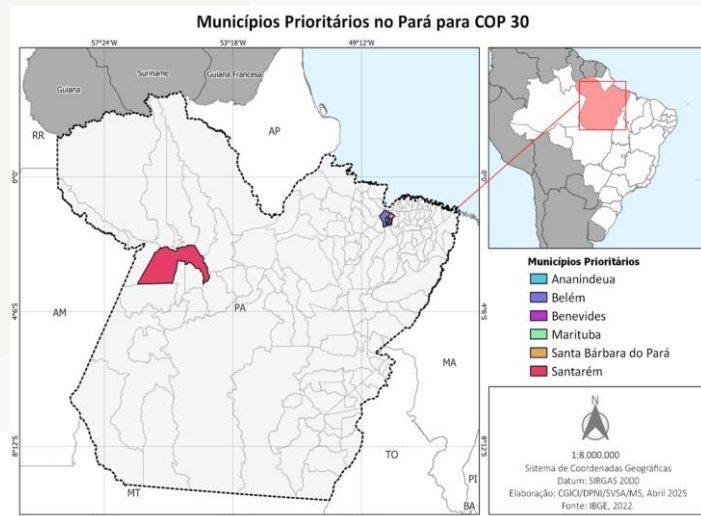 Municípios Prioritários no Pará para COP 30
57°24'W
53°18'W
49°12'W
Guiana
Suriname
Guiana Francesa
RR
AP
0°0'
0°0'
AM
PA
MA
4°6'S
4°6'S
8°12'S
8°12'S
MT
TO
PI
BA
Municípios Prioritários
Ananindeua
Belém
Benevides
Marituba
Santa Bárbara do Pará
Santarém
N
1:8.000.000
Sistema de Coordenadas Geográficas
Datum: SIRGAS 2000
Elaboração: CGICI/DPNI/SVSA/MS, Abril 2025
Fonte: IBGE, 2022.